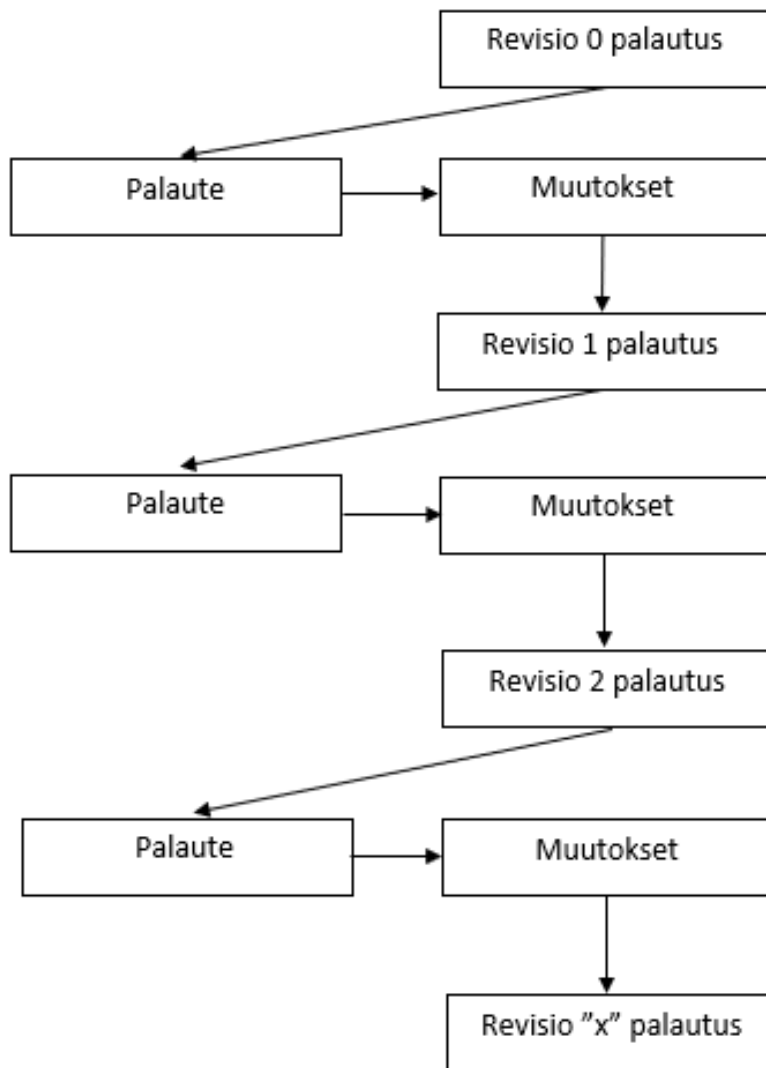 Revisio 0 palautus
Palaute
Muutokset
Revisio 1 palautus
Palaute
Muutokset
Revisio 2 palautus
Palaute
Muutokset
Revisio ”x” palautus